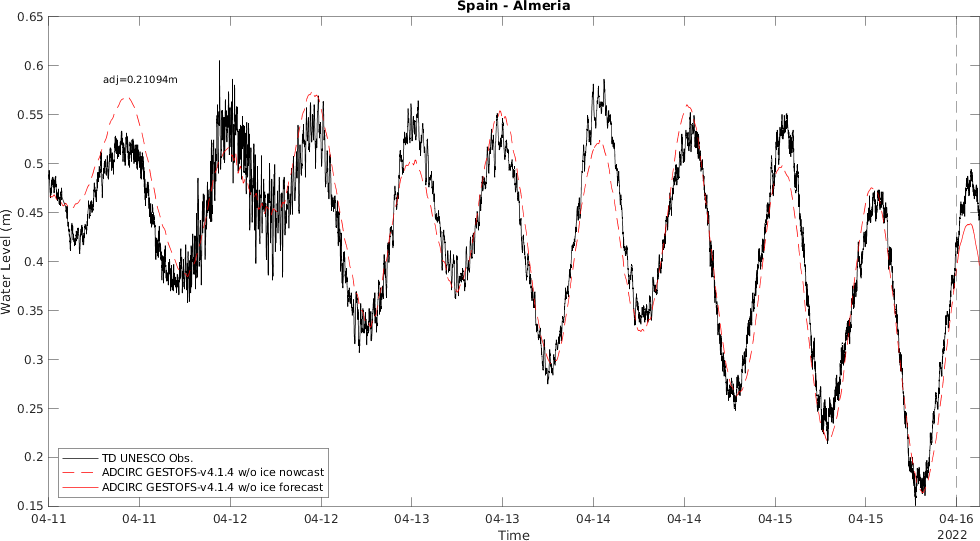 Spain - Almeria
0.65
0.6
0.55
0.5
0.45
0.4
0.35
0.3
0.25
0.2
0.15
Water Level (m)
adj=0.21094m
TD UNESCO Obs.
ADCIRC GESTOFS-v4.1.4 w/o ice nowcast
ADCIRC GESTOFS-v4.1.4 w/o ice forecast
04-11 04-11 04-12 04-12 04-13 04-13 04-14 04-14 04-15 04-15 04-16
Time
2022